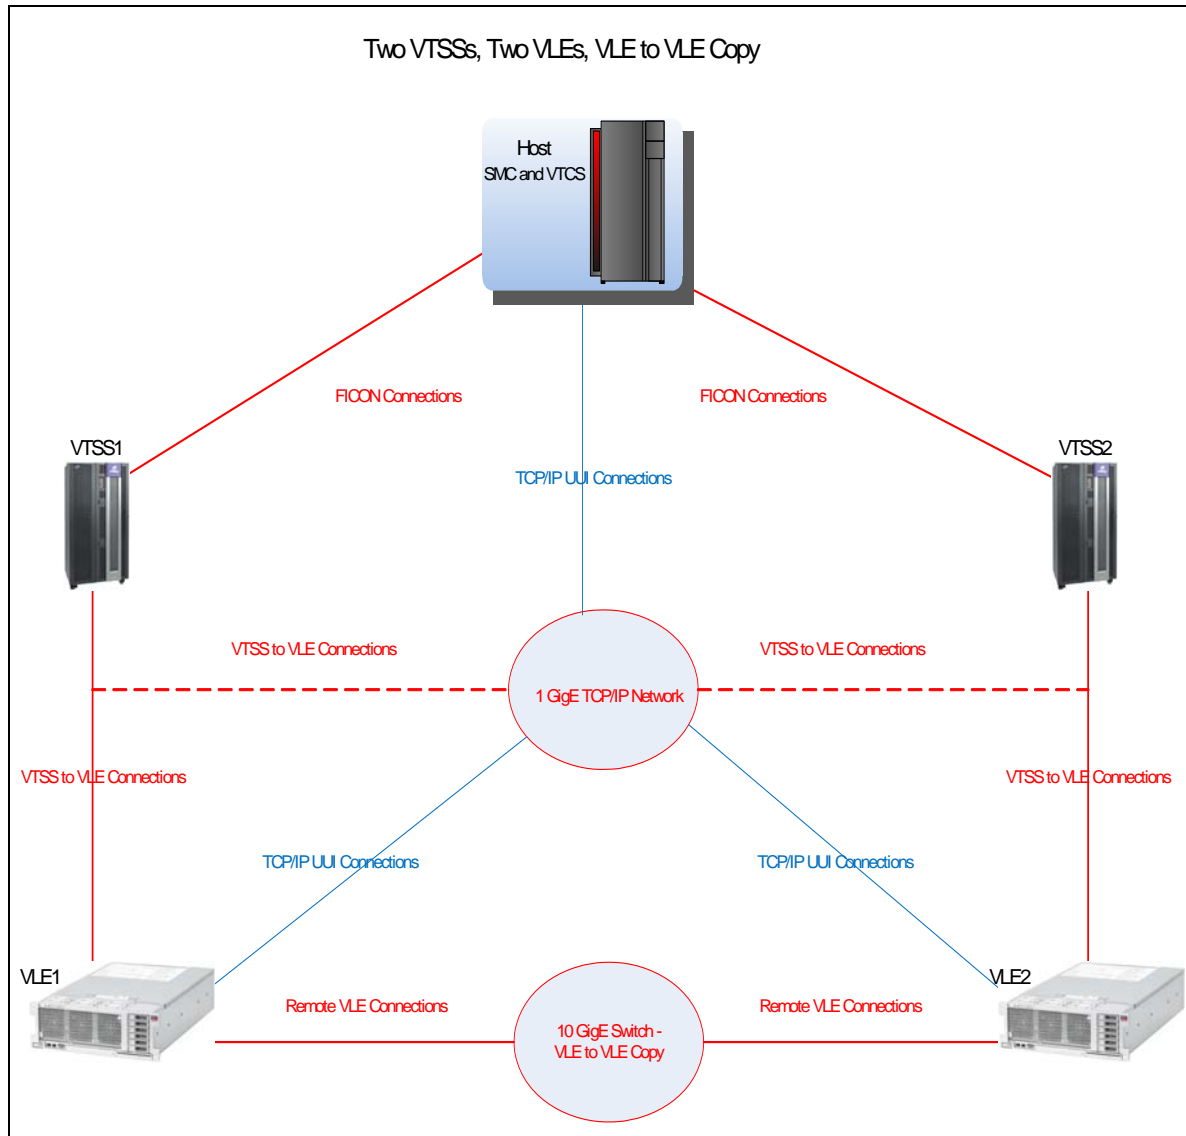 Two VTSSs, Two VLEs, VLE to VLE Copy
Host
SMC and VTCS
FICON Connections
FICON Connections
VTSS1
VTSS2
TCP/IP UUI Connections
VTSS to VLE Connections
VTSS to VLE Connections
1 GigE TCP/IP Network
VTSS to VLE Connections
VTSS to VLE Connections
TCP/IP UUI Connections
TCP/IP UUI Connections
VLE1
VLE2
Remote VLE Connections
Remote VLE Connections
10 GigE Switch -
VLE to VLE Copy